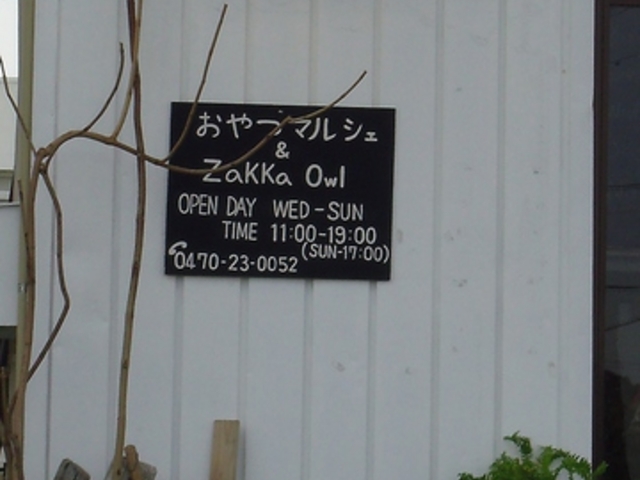 おやつマルシェ
&
Zakka Owl
OPEN DAY WED-SUN
TIME 11:00-19:00
(SUN-17:00)
0470-23-0052